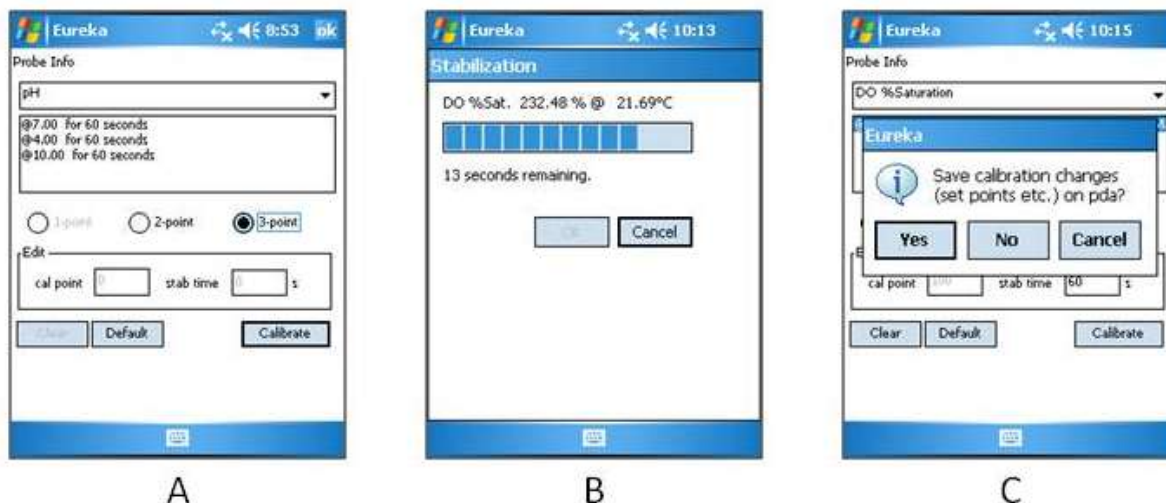 Eureka 8:53 ok
Probe Info
pH
@7.00 for 60 seconds
@4.00 for 60 seconds
@10.00 for 60 seconds
1-point 2-point 3-point
Edit
cal point 0 stab time 0 s
Clear Default Calibrate
A
Eureka 10:13
Stabilization
DO %Sat. 232.48 % @ 21.69°C
13 seconds remaining.
Ok Cancel
B
Eureka 10:15
Probe Info
DO %Saturation
Eureka
Save calibration changes
(set points etc.) on pda?
Yes No Cancel
cal point 100 stab time 60 s
Clear Default Calibrate
C